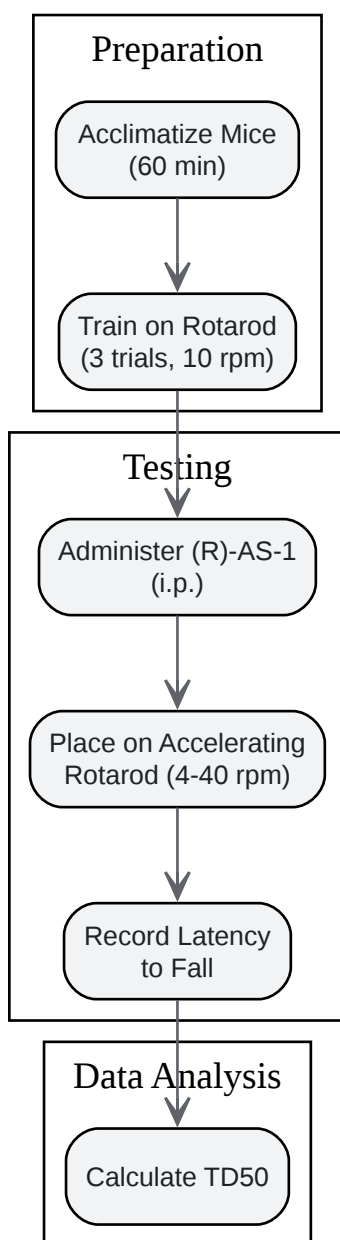 Preparation
Acclimatize Mice
(60 min)
Train on Rotarod
(3 trials, 10 rpm)
Testing
Administer (R)-AS-1
(i.p.)
Place on Accelerating
Rotarod (4-40 rpm)
Record Latency
to Fall
Data Analysis
Calculate TD50